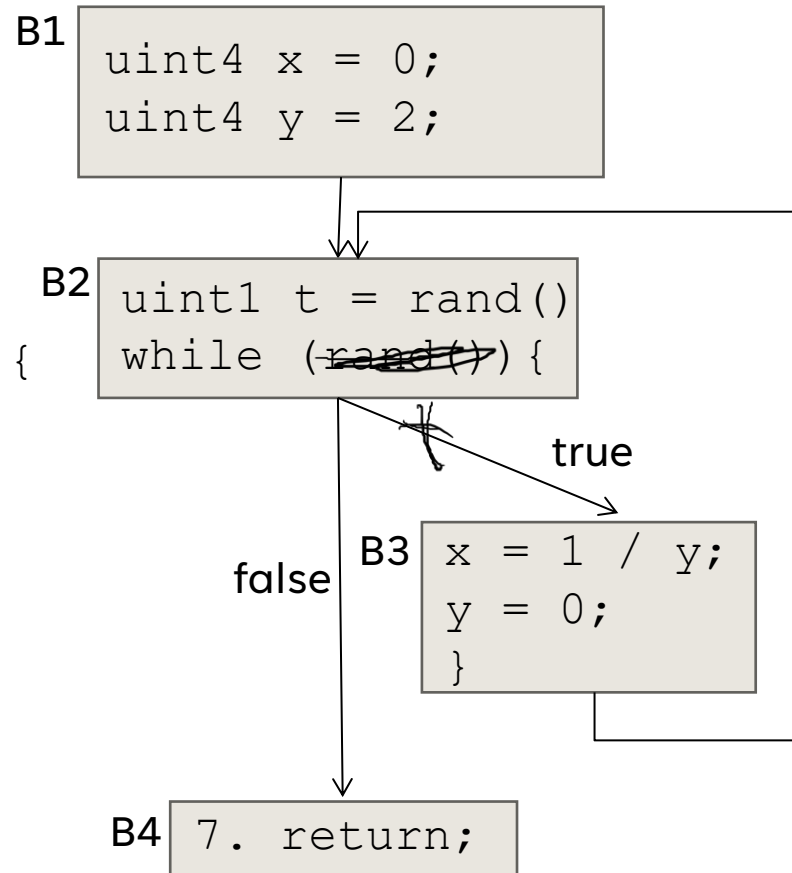 B1
uint4 x = 0;
uint4 y = 2;
B2
uint1 t = rand()
{
while (rand()){
t
true
false
B3
x = 1 / y;
y = 0;
}
B4
7. return;